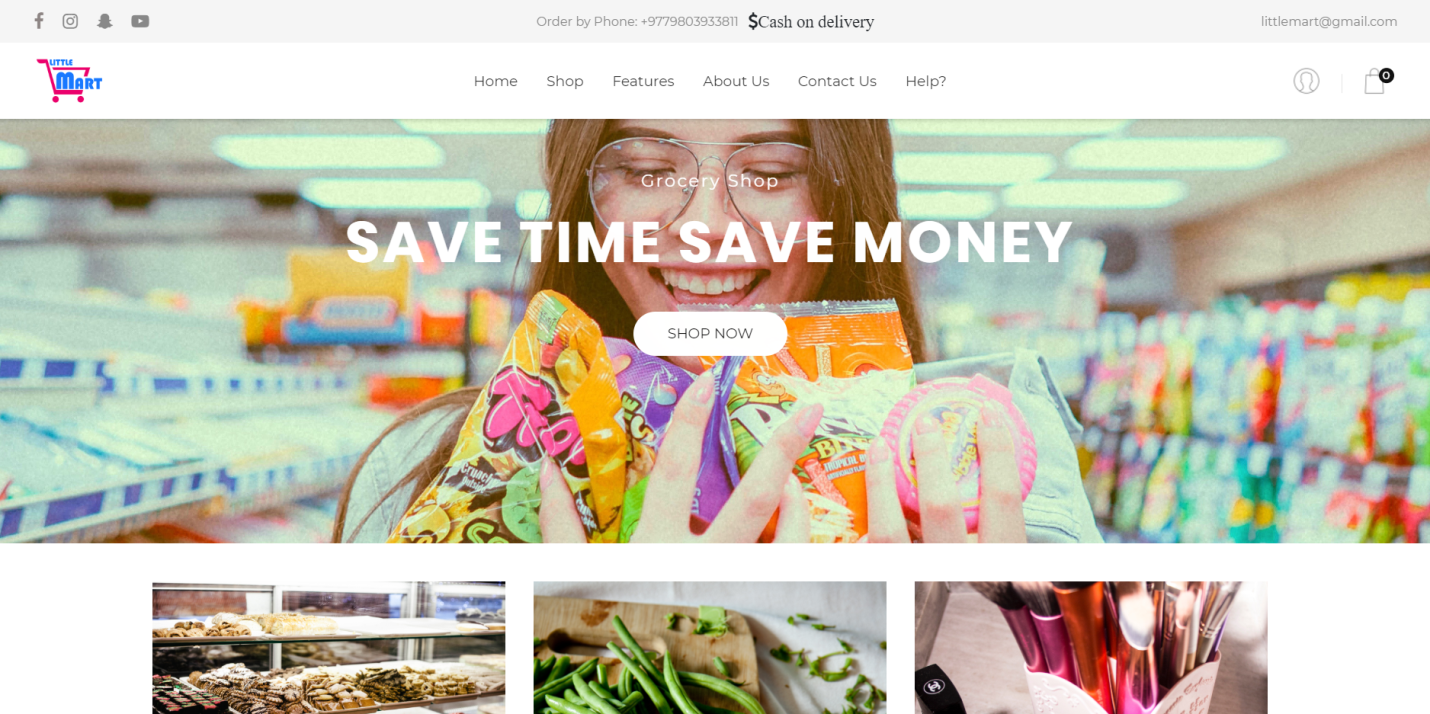 Order by Phone: +9779803933811 $Cash on delivery
littlemart@gmail.com
LITTLE
MART
Home Shop Features About Us Contact Us Help?
0
Grocery Shop
SAVE TIME SAVE MONEY
SHOP NOW
Crunchy